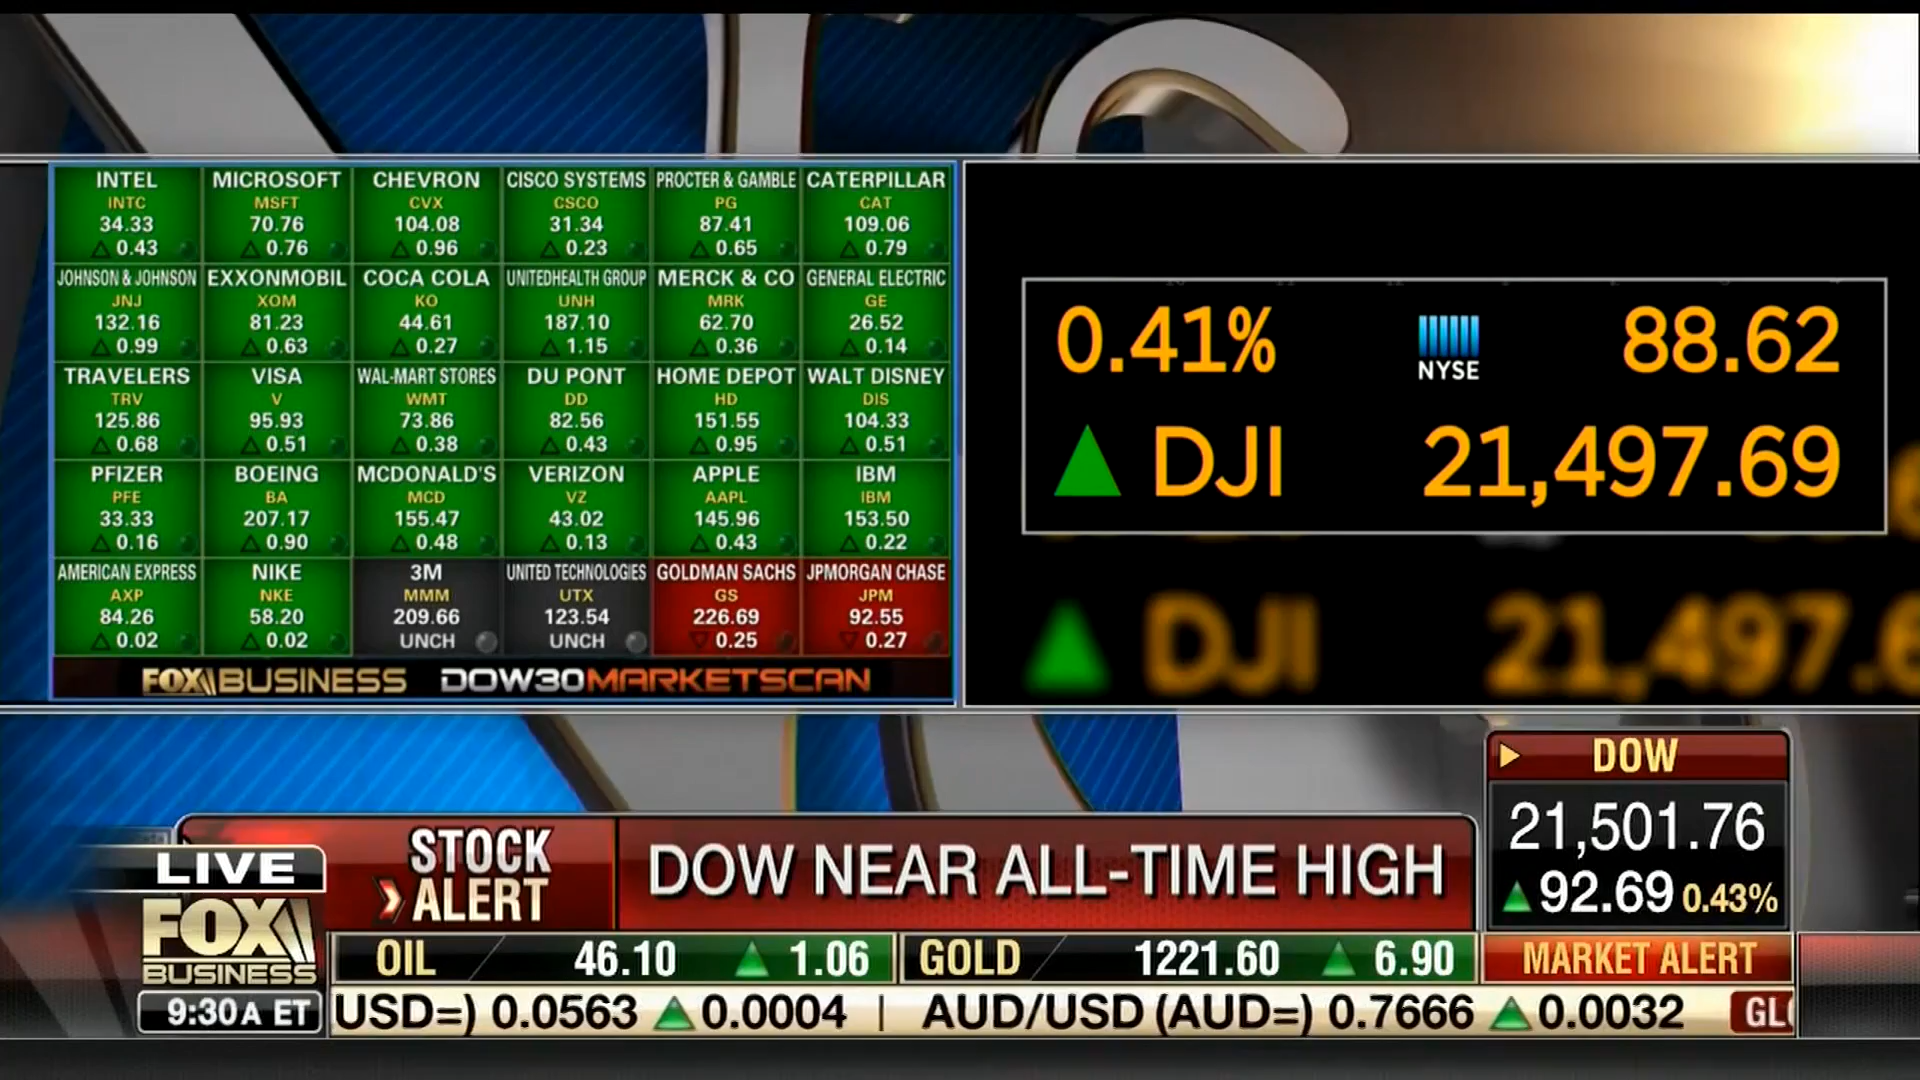 INTEL
INTC
34.33
△ 0.43
MICROSOFT
MSFT
70.76
△ 0.76
CHEVRON
CVX
104.08
△ 0.96
CISCO SYSTEMS
CSCO
31.34
△ 0.23
PROCTER & GAMBLE
PG
87.41
△ 0.65
CATERPILLAR
CAT
109.06
△ 0.79
JOHNSON & JOHNSON
JNJ
132.16
△ 0.99
EXXONMOBIL
XOM
81.23
△ 0.63
COCA COLA
KO
44.61
△ 0.27
UNITEDHEALTH GROUP
UNH
187.10
△ 1.15
MERCK & CO
MRK
62.70
△ 0.36
GENERAL ELECTRIC
GE
26.52
△ 0.14
TRAVELERS
TRV
125.86
△ 0.68
VISA
V
95.93
△ 0.51
WAL-MART STORES
WMT
73.86
△ 0.38
DU PONT
DD
82.56
△ 0.43
HOME DEPOT
HD
151.55
△ 0.95
WALT DISNEY
DIS
104.33
△ 0.51
PFIZER
PFE
33.33
△ 0.16
BOEING
BA
207.17
△ 0.90
MCDONALD'S
MCD
155.47
△ 0.48
VERIZON
VZ
43.02
△ 0.13
APPLE
AAPL
145.96
△ 0.43
IBM
IBM
153.50
△ 0.22
AMERICAN EXPRESS
AXP
84.26
△ 0.02
NIKE
NKE
58.20
△ 0.02
3M
MMM
209.66
UNCH
UNITED TECHNOLOGIES
UTX
123.54
UNCH
GOLDMAN SACHS
GS
226.69
▽ 0.25
JPMORGAN CHASE
JPM
92.55
▽ 0.27
FOX BUSINESS DOW30MARKETSCAN
0.41% NYSE 88.62
▲ DJI 21,497.69
▲ DJI 21,497.6
DOW
21,501.76
▲ 92.69 0.43%
MARKET ALERT
STOCK
ALERT
DOW NEAR ALL-TIME HIGH
LIVE
FOX
BUSINESS
9:30A ET
OIL 46.10 ▲ 1.06
GOLD 1221.60 ▲ 6.90
USD=) 0.0563 ▲ 0.0004 | AUD/USD (AUD=) 0.7666 ▲ 0.0032